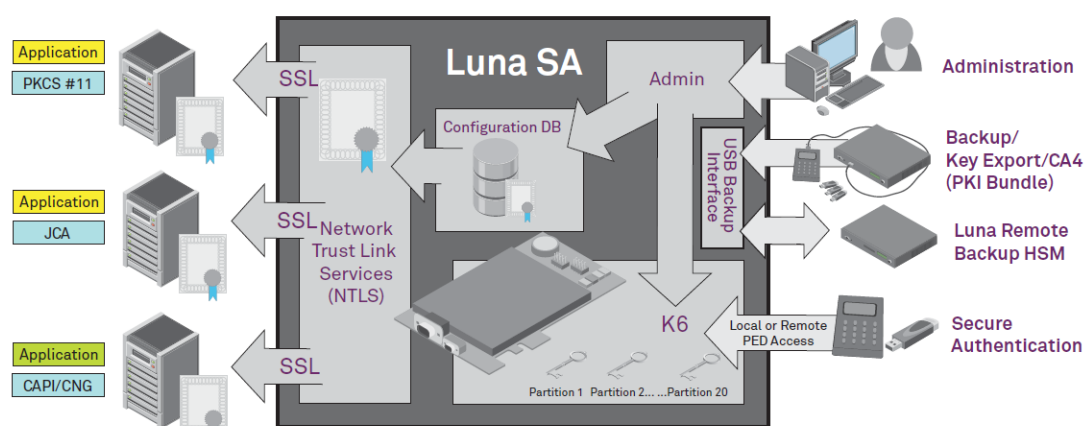 Application
PKCS #11
Application
JCA
Application
CAPI/CNG
SSL
SSL
SSL
Network
Trust Link
Services
(NTLS)
Luna SA
Configuration DB
Admin
USB Backup
Interface
K6
Local or Remote
PED Access
Partition 1 Partition 2... ...Partition 20
Administration
Backup/
Key Export/CA4
(PKI Bundle)
Luna Remote
Backup HSM
Secure
Authentication